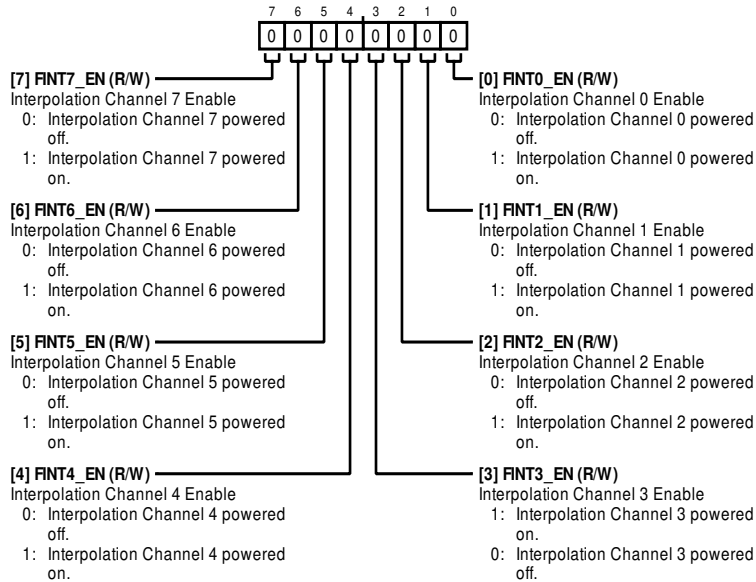 7 6 5 4 3 2 1 0
0 0 0 0 0 0 0 0
[7] FINT7_EN (R/W)
Interpolation Channel 7 Enable
0: Interpolation Channel 7 powered
off.
1: Interpolation Channel 7 powered
on.
[6] FINT6_EN (R/W)
Interpolation Channel 6 Enable
0: Interpolation Channel 6 powered
off.
1: Interpolation Channel 6 powered
on.
[5] FINT5_EN (R/W)
Interpolation Channel 5 Enable
0: Interpolation Channel 5 powered
off.
1: Interpolation Channel 5 powered
on.
[4] FINT4_EN (R/W)
Interpolation Channel 4 Enable
0: Interpolation Channel 4 powered
off.
1: Interpolation Channel 4 powered
on.
[0] FINT0_EN (R/W)
Interpolation Channel 0 Enable
0: Interpolation Channel 0 powered
off.
1: Interpolation Channel 0 powered
on.
[1] FINT1_EN (R/W)
Interpolation Channel 1 Enable
0: Interpolation Channel 1 powered
off.
1: Interpolation Channel 1 powered
on.
[2] FINT2_EN (R/W)
Interpolation Channel 2 Enable
0: Interpolation Channel 2 powered
off.
1: Interpolation Channel 2 powered
on.
[3] FINT3_EN (R/W)
Interpolation Channel 3 Enable
1: Interpolation Channel 3 powered
on.
0: Interpolation Channel 3 powered
off.